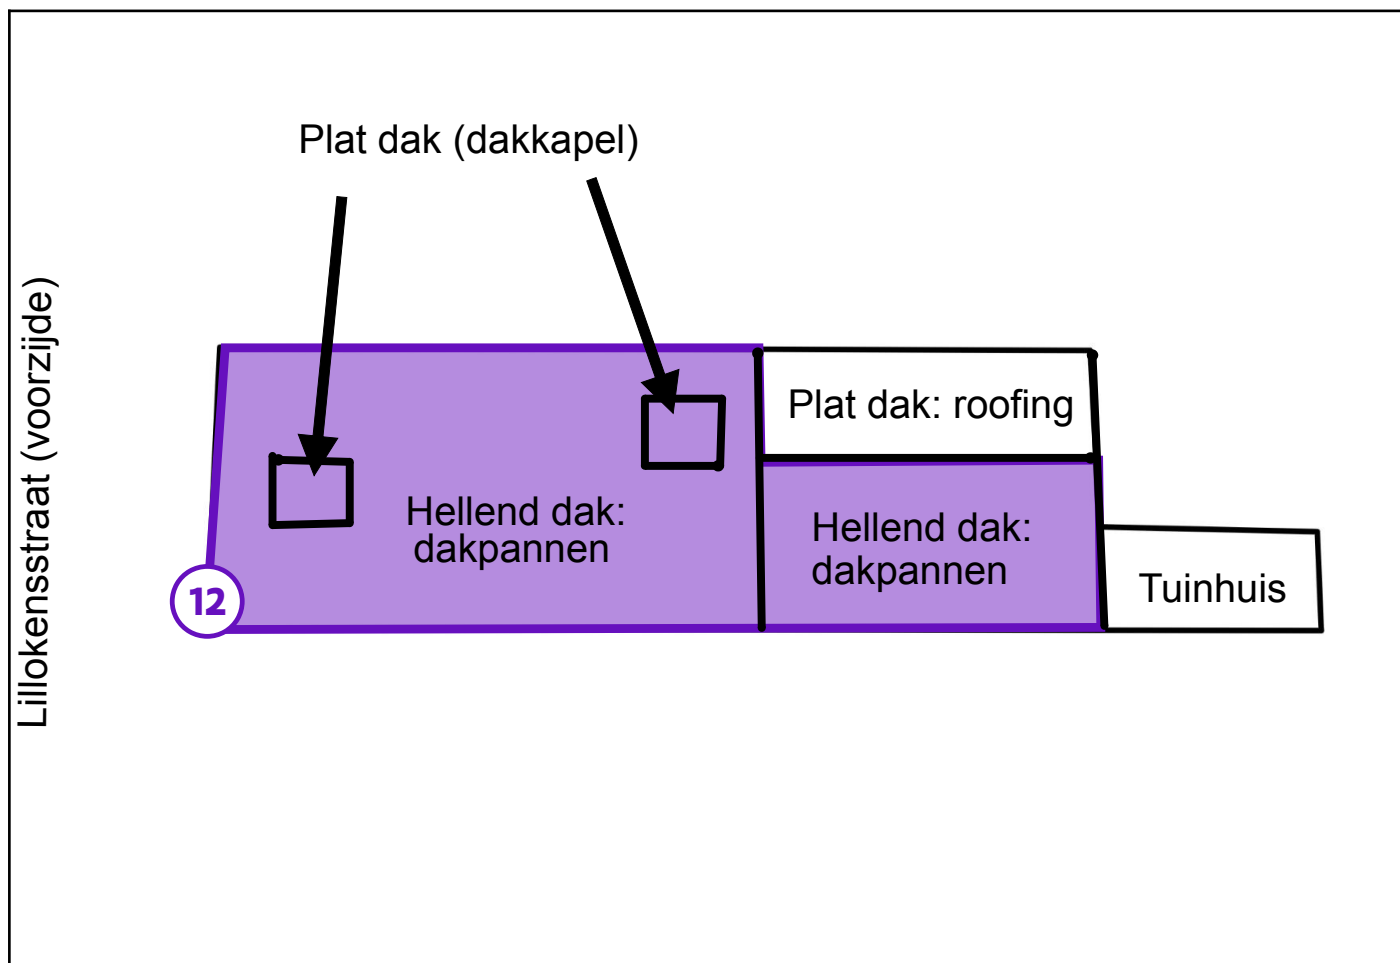 Plat dak (dakkapel)
Lillokensstraat (voorzijde)
Plat dak: roofing
Hellend dak:
dakpannen
Hellend dak:
dakpannen
Tuinhuis
12